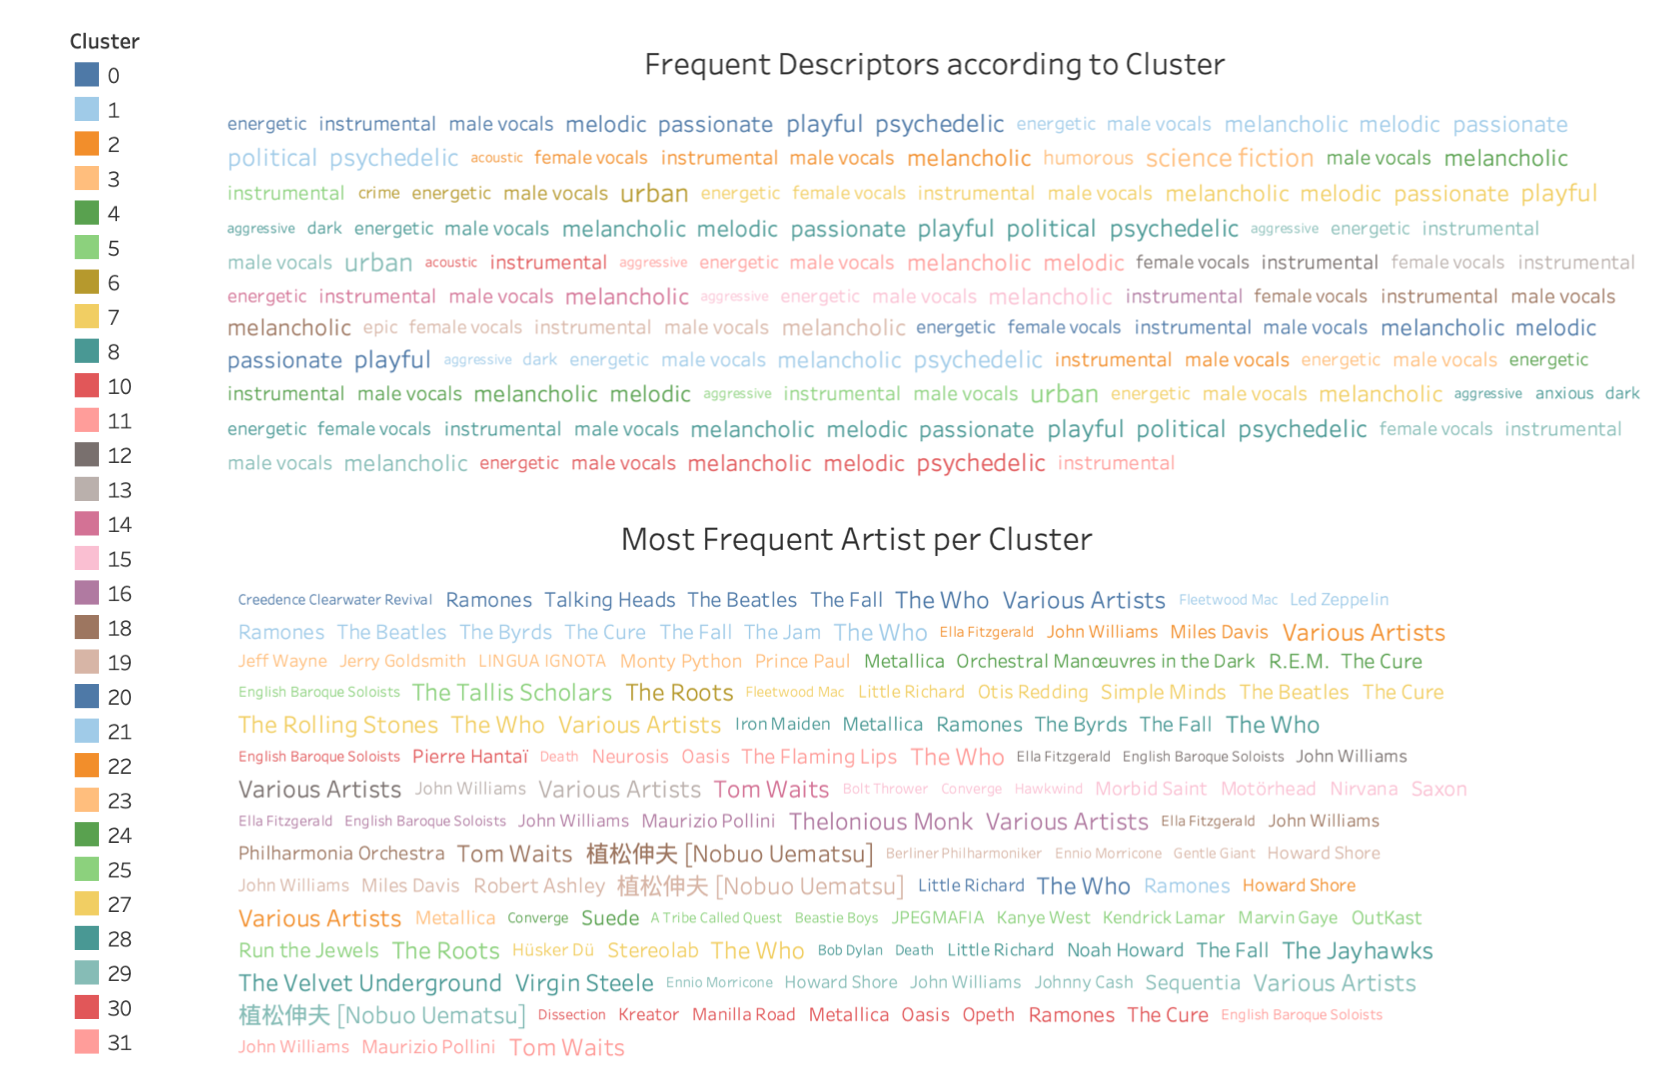 Cluster
0
1
2
3
4
5
6
7
8
10
11
12
13
14
15
16
18
19
20
21
22
23
24
25
27
28
29
30
31
Frequent Descriptors according to Cluster
energetic instrumental male vocals melodic passionate playful psychedelic energetic male vocals melancholic melodic passionate
political psychedelic acoustic female vocals instrumental male vocals melancholic humorous science fiction male vocals melancholic
instrumental crime energetic male vocals urban energetic female vocals instrumental male vocals melancholic melodic passionate playful
aggressive dark energetic male vocals melancholic melodic passionate playful political psychedelic aggressive energetic instrumental
male vocals urban acoustic instrumental aggressive energetic male vocals melancholic melodic female vocals instrumental female vocals instrumental
energetic instrumental male vocals melancholic aggressive energetic male vocals melancholic instrumental female vocals instrumental male vocals
melancholic epic female vocals instrumental male vocals melancholic energetic female vocals instrumental male vocals melancholic melodic
passionate playful aggressive dark energetic male vocals melancholic psychedelic instrumental male vocals energetic male vocals energetic
instrumental male vocals melancholic melodic aggressive instrumental male vocals urban energetic male vocals melancholic aggressive anxious dark
energetic female vocals instrumental male vocals melancholic melodic passionate playful political psychedelic female vocals instrumental
male vocals melancholic energetic male vocals melancholic melodic psychedelic instrumental
Most Frequent Artist per Cluster
Creedence Clearwater Revival Ramones Talking Heads The Beatles The Fall The Who Various Artists Fleetwood Mac Led Zeppelin
Ramones The Beatles The Byrds The Cure The Fall The Jam The Who Ella Fitzgerald John Williams Miles Davis Various Artists
Jeff Wayne Jerry Goldsmith LINGUA IGNOTA Monty Python Prince Paul Metallica Orchestral Manœuvres in the Dark R.E.M. The Cure
English Baroque Soloists The Tallis Scholars The Roots Fleetwood Mac Little Richard Otis Redding Simple Minds The Beatles The Cure
The Rolling Stones The Who Various Artists Iron Maiden Metallica Ramones The Byrds The Fall The Who
English Baroque Soloists Pierre Hantaï Death Neurosis Oasis The Flaming Lips The Who Ella Fitzgerald English Baroque Soloists John Williams
Various Artists John Williams Various Artists Tom Waits Bolt Thrower Converge Hawkwind Morbid Saint Motörhead Nirvana Saxon
Ella Fitzgerald English Baroque Soloists John Williams Maurizio Pollini Thelonious Monk Various Artists Ella Fitzgerald John Williams
Philharmonia Orchestra Tom Waits 植松伸夫 [Nobuo Uematsu] Berliner Philharmoniker Ennio Morricone Gentle Giant Howard Shore
John Williams Miles Davis Robert Ashley 植松伸夫 [Nobuo Uematsu] Little Richard The Who Ramones Howard Shore
Various Artists Metallica Converge Suede A Tribe Called Quest Beastie Boys JPEGMAFIA Kanye West Kendrick Lamar Marvin Gaye OutKast
Run the Jewels The Roots Hüsker Dü Stereolab The Who Bob Dylan Death Little Richard Noah Howard The Fall The Jayhawks
The Velvet Underground Virgin Steele Ennio Morricone Howard Shore John Williams Johnny Cash Sequentia Various Artists
植松伸夫 [Nobuo Uematsu] Dissection Kreator Manilla Road Metallica Oasis Opeth Ramones The Cure English Baroque Soloists
John Williams Maurizio Pollini Tom Waits